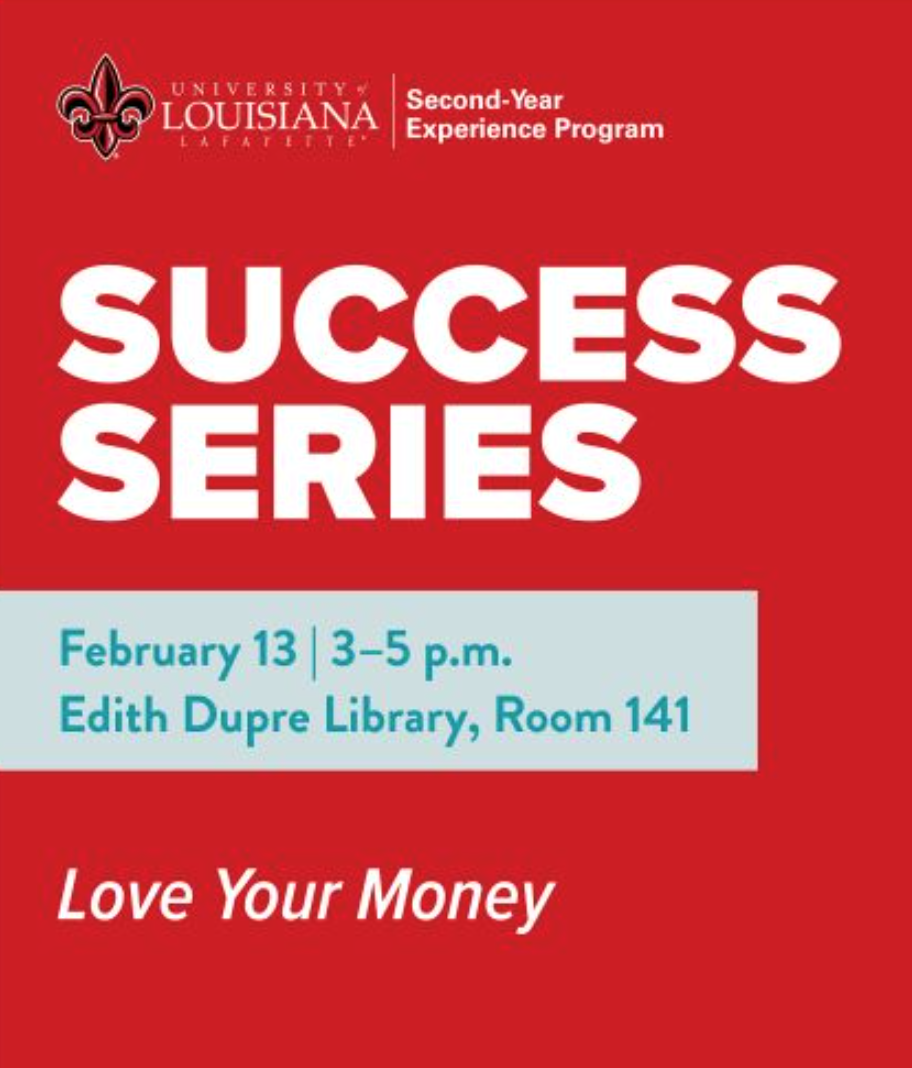 UNIVERSITY of
LOUISIANA
LAFAYETTE®
Second-Year
Experience Program
SUCCESS
SERIES
February 13 | 3–5 p.m.
Edith Dupre Library, Room 141
Love Your Money